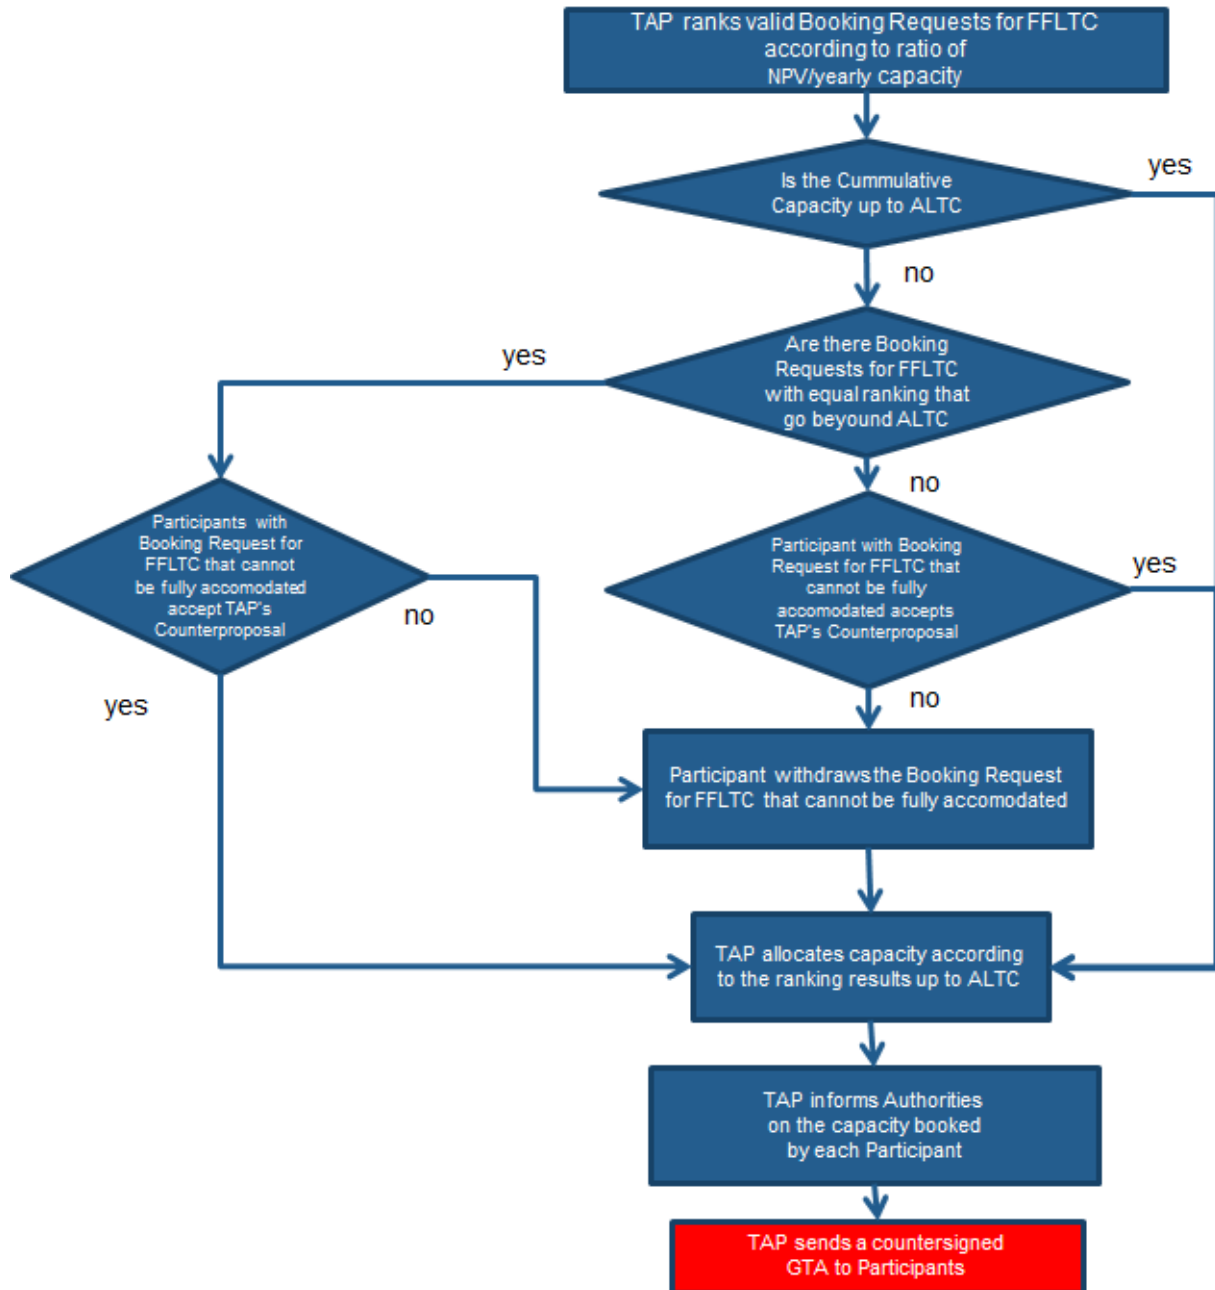 TAP ranks valid Booking Requests for FFLTC
according to ratio of
NPV/yearly capacity
yes
Is the Cummulative
Capacity up to ALTC
no
yes
Are there Booking
Requests for FFLTC
with equal ranking that
go beyound ALTC
no
Participants with
Booking Request for
FFLTC that cannot
be fully accomodated
accept TAP's
Counterproposal
no
Participant with Booking
Request for FFLTC that
cannot be fully
accomodated accepts
TAP's Counterproposal
yes
yes
no
Participant withdraws the Booking Request
for FFLTC that cannot be fully accomodated
TAP allocates capacity according
to the ranking results up to ALTC
TAP informs Authorities
on the capacity booked
by each Participant
TAP sends a countersigned
GTA to Participants